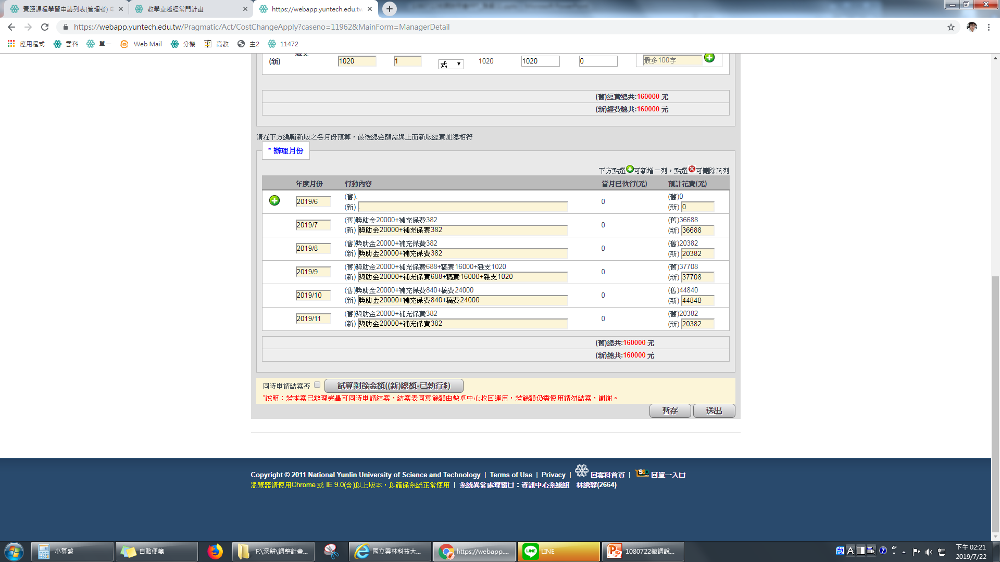 實踐課程學習申請列表(管理者)
教學卓越經常門計畫
https://webapp.yuntech.edu.tw
https://webapp.yuntech.edu.tw/Pragmatic/Act/CostChangeApply?caseno=11962&MainForm=ManagerDetail
應用程式 雲科 單一 Web Mail 分機 高教 主2 11472
雜支
(新) 1020 1 式 1020 1020 0 最多100字
(舊)經費總共:160000 元
(新)經費總共:160000 元
請在下方編輯新版之各月份預算，最後總金額需與上面新版經費加總相符
* 辦理月份
下方點選可新增一列，點選可刪除該列
年度月份 行動內容 當月已執行(元) 預計花費(元)
2019/6 (舊). 0 (舊)0
(新) . (新) 0
2019/7 (舊)獎助金20000+補充保費382 0 (舊)36688
(新) 獎助金20000+補充保費382 (新) 36688
2019/8 (舊)獎助金20000+補充保費382 0 (舊)20382
(新) 獎助金20000+補充保費382 (新) 20382
2019/9 (舊)獎助金20000+補充保費688+稿費16000+雜支1020 0 (舊)37708
(新) 獎助金20000+補充保費688+稿費16000+雜支1020 (新) 37708
2019/10 (舊)獎助金20000+補充保費840+稿費24000 0 (舊)44840
(新) 獎助金20000+補充保費840+稿費24000 (新) 44840
2019/11 (舊)獎助金20000+補充保費382 0 (舊)20382
(新) 獎助金20000+補充保費382 (新) 20382
(舊)總共:160000 元
(新)總共:160000 元
同時申請結案否 試算剩餘金額((新)總額-已執行$)
*說明：若本案已辦理完畢可同時申請結案，結案表同意餘額由教卓中心收回運用，若餘額仍需使用請勿結案，謝謝。
暫存 送出
Copyright © 2011 National Yunlin University of Science and Technology | Terms of Use | Privacy | 回雲科首頁 | YSSO 回單一入口
瀏覽器請使用Chrome 或 IE 9.0(含)以上版本，以確保系統正常使用 | 系統異常處理窗口：資訊中心系統組 林綉蓉(2664)
小算盤 自黏便箋 F:\深耕\調整計畫... 國立雲林科技大... https://webapp.... LINE LINE 1080722微調說... A 下午 02:21
2019/7/22